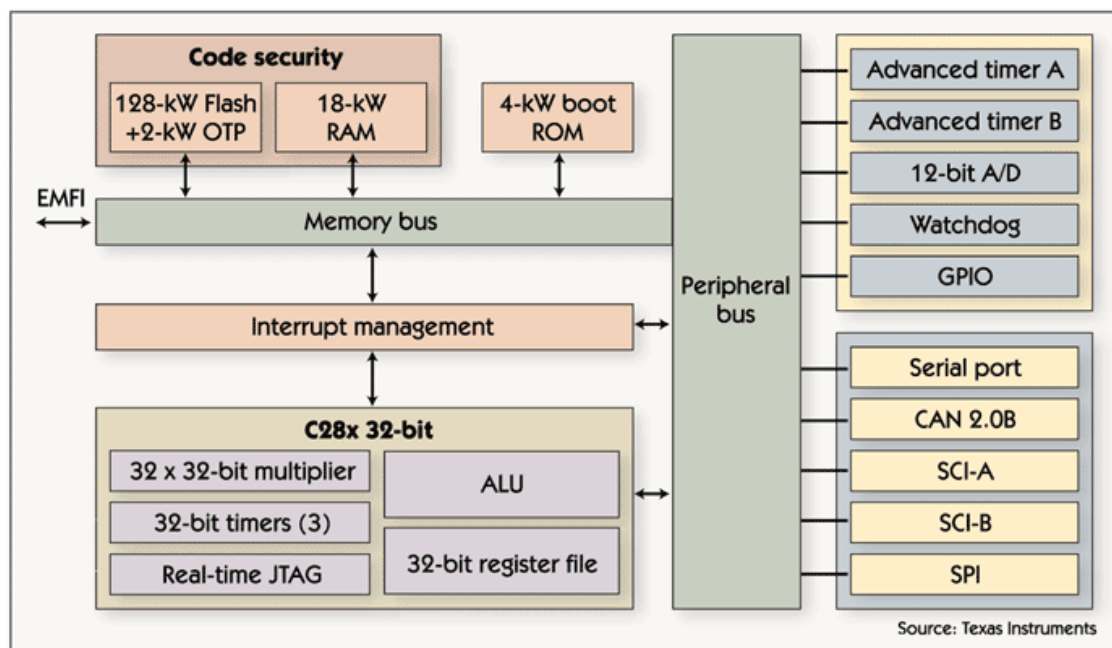 Code security
128-kW Flash
+2-kW OTP
18-kW
RAM
4-kW boot
ROM
EMFI
Memory bus
Interrupt management
C28x 32-bit
32 x 32-bit multiplier
32-bit timers (3)
Real-time JTAG
ALU
32-bit register file
Peripheral
bus
Advanced timer A
Advanced timer B
12-bit A/D
Watchdog
GPIO
Serial port
CAN 2.0B
SCI-A
SCI-B
SPI
Source: Texas Instruments